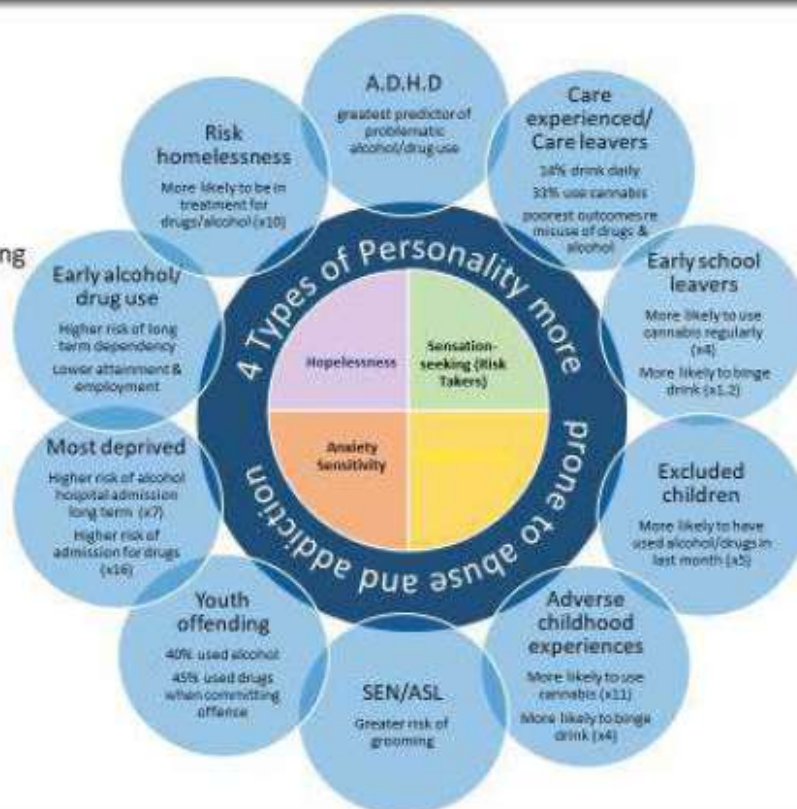 A.D.H.D
greatest predictor of
problematic
alcohol/drug use
Care
experienced/
Care leavers
14% drink daily
33% use cannabis
poorest outcomes re
misuse of drugs &
alcohol
Early school
leavers
More likely to use
cannabis regularly
(x4)
More likely to binge
drink (x1.2)
Excluded
children
More likely to have
used alcohol/drugs in
last month (x5)
Adverse
childhood
experiences
More likely to use
cannabis (x11)
More likely to binge
drink (x4)
SEN/ASL
Greater risk of
grooming
Youth
offending
40% used alcohol
45% used drugs
when committing
offence
Most deprived
Higher risk of alcohol
hospital admission
long term (x7)
Higher risk of
admission for drugs
(x16)
Early alcohol/
drug use
Higher risk of long
term dependency
Lower attainment &
employment
Risk
homelessness
More likely to be in
treatment for
drugs/alcohol (x10)
ng
4 Types of Personality more
prone to abuse and addiction
Hopelessness
Sensation-
seeking (Risk
Takers)
Anxiety
Sensitivity